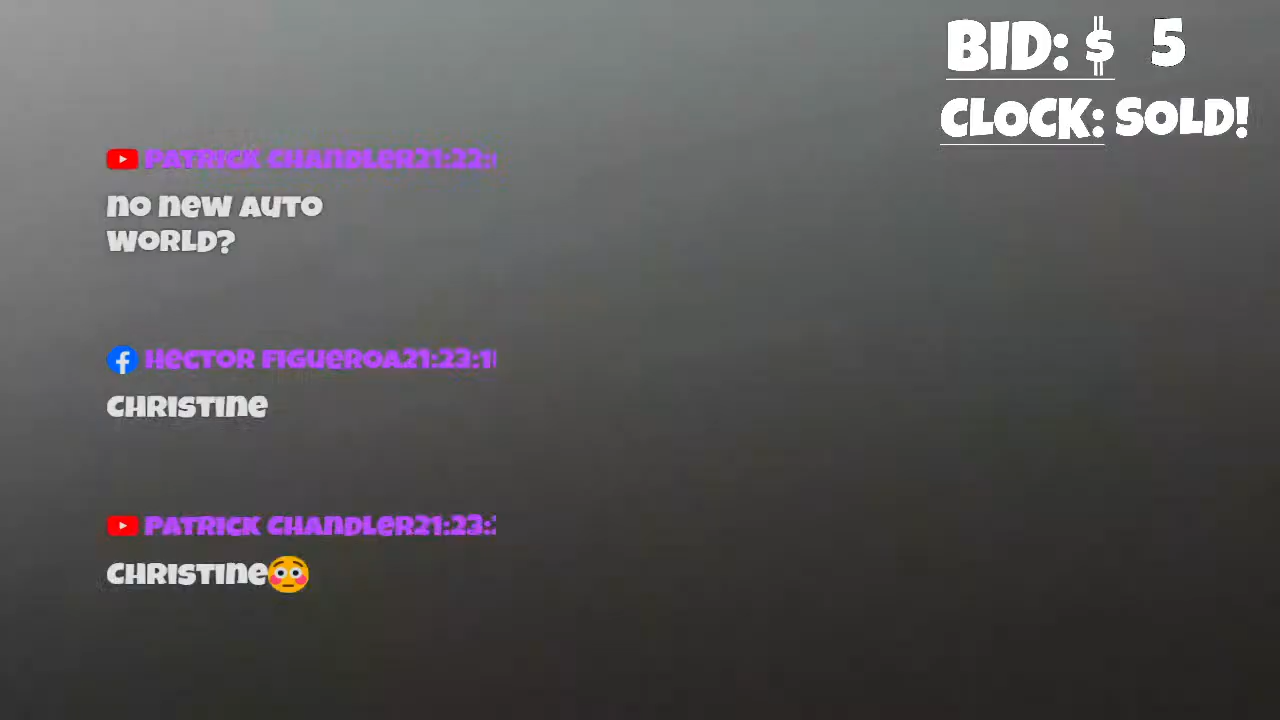 BID: $ 5
CLOCK: SOLD!
Patrick Chandler21:22:
no new auto
world?
Hector Figueroa21:23:1
Christine
Patrick Chandler21:23:
Christine😳